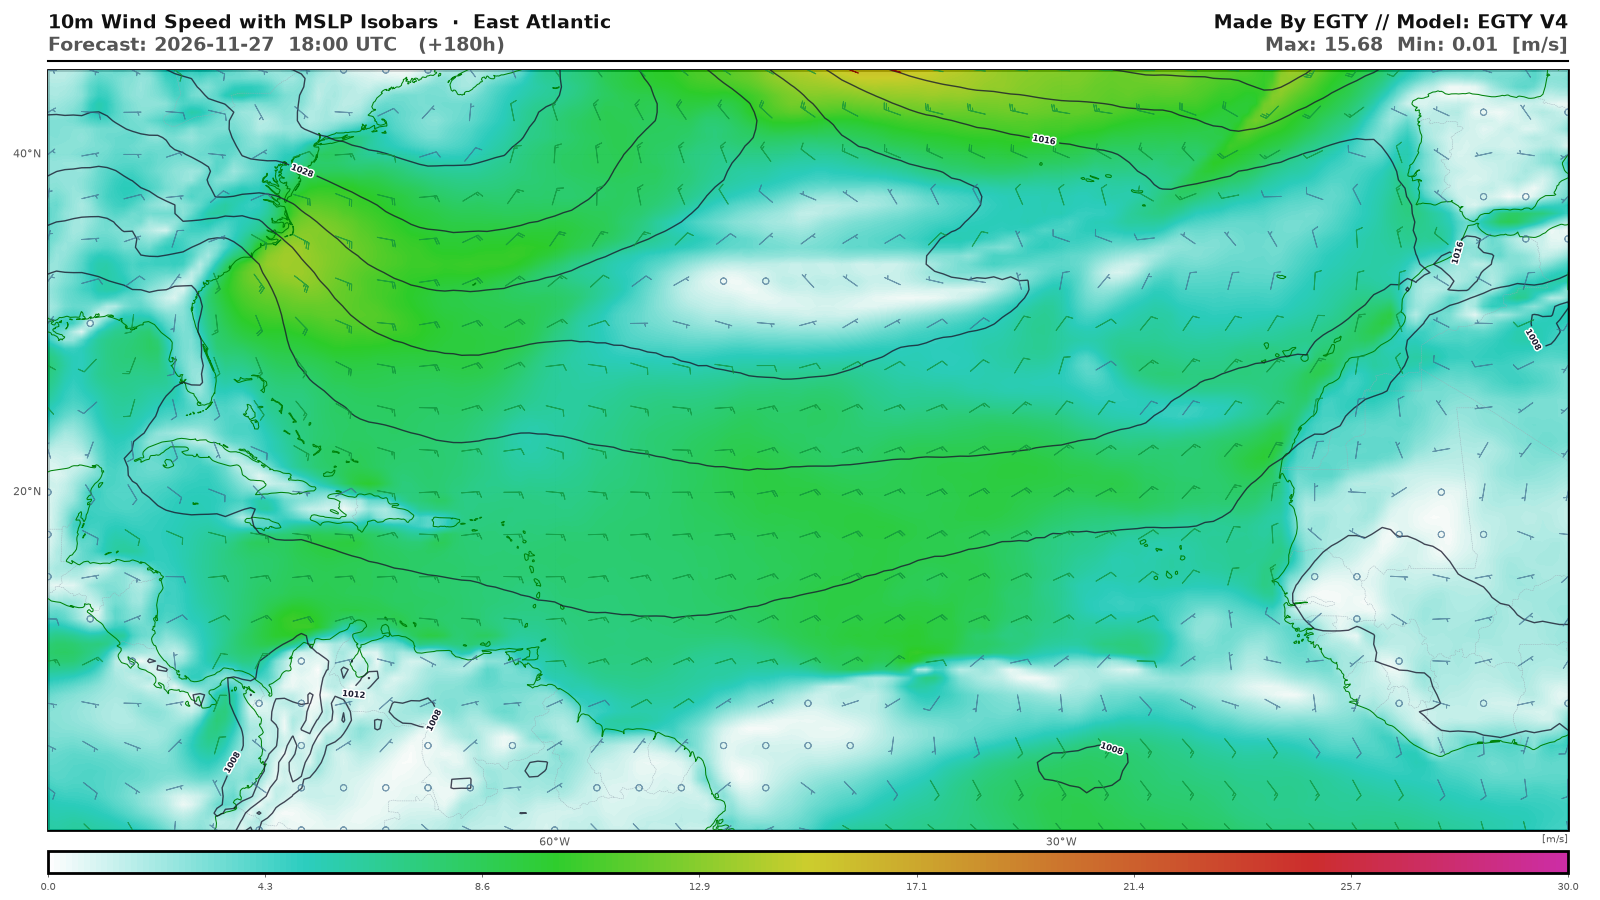 10m Wind Speed with MSLP Isobars · East Atlantic
Made By EGTY // Model: EGTY V4
Forecast: 2026-11-27 18:00 UTC (+180h)
Max: 15.68 Min: 0.01 [m/s]
1016
40°N
1028
1016
1008
20°N
1012
1008
1008
1008
60°W
30°W
[m/s]
0.0
4.3
8.6
12.9
17.1
21.4
25.7
30.0